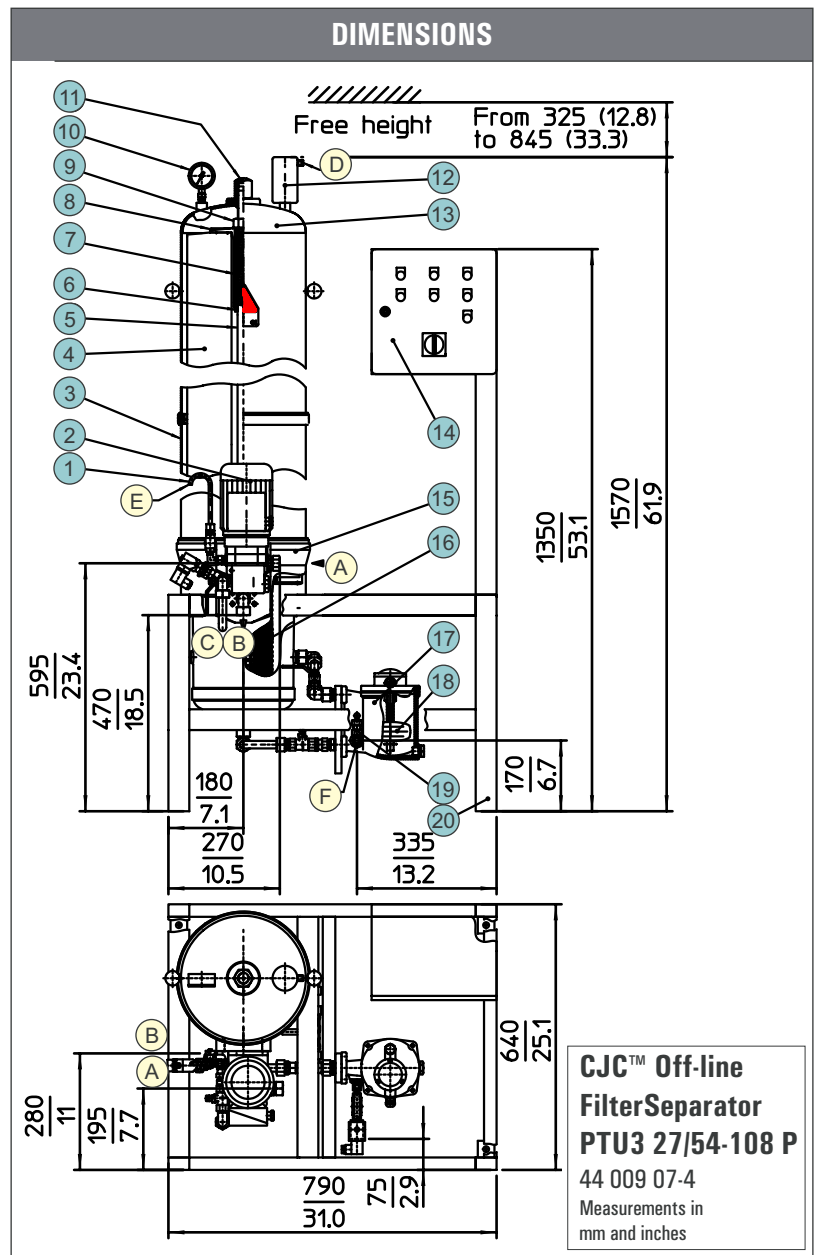 DIMENSIONS
11
10
9
8
7
6
5
4
3
2
1
E
Free height
From 325 (12.8)
to 845 (33.3)
D
12
13
14
15
16
A
C
B
17
18
19
20
F
595
23.4
470
18.5
180
7.1
270
10.5
335
13.2
170
6.7
1350
53.1
1570
61.9
B
A
280
11
195
7.7
790
31.0
75
2.9
640
25.1
CJC™ Off-line
FilterSeparator
PTU3 27/54-108 P
44 009 07-4
Measurements in
mm and inches